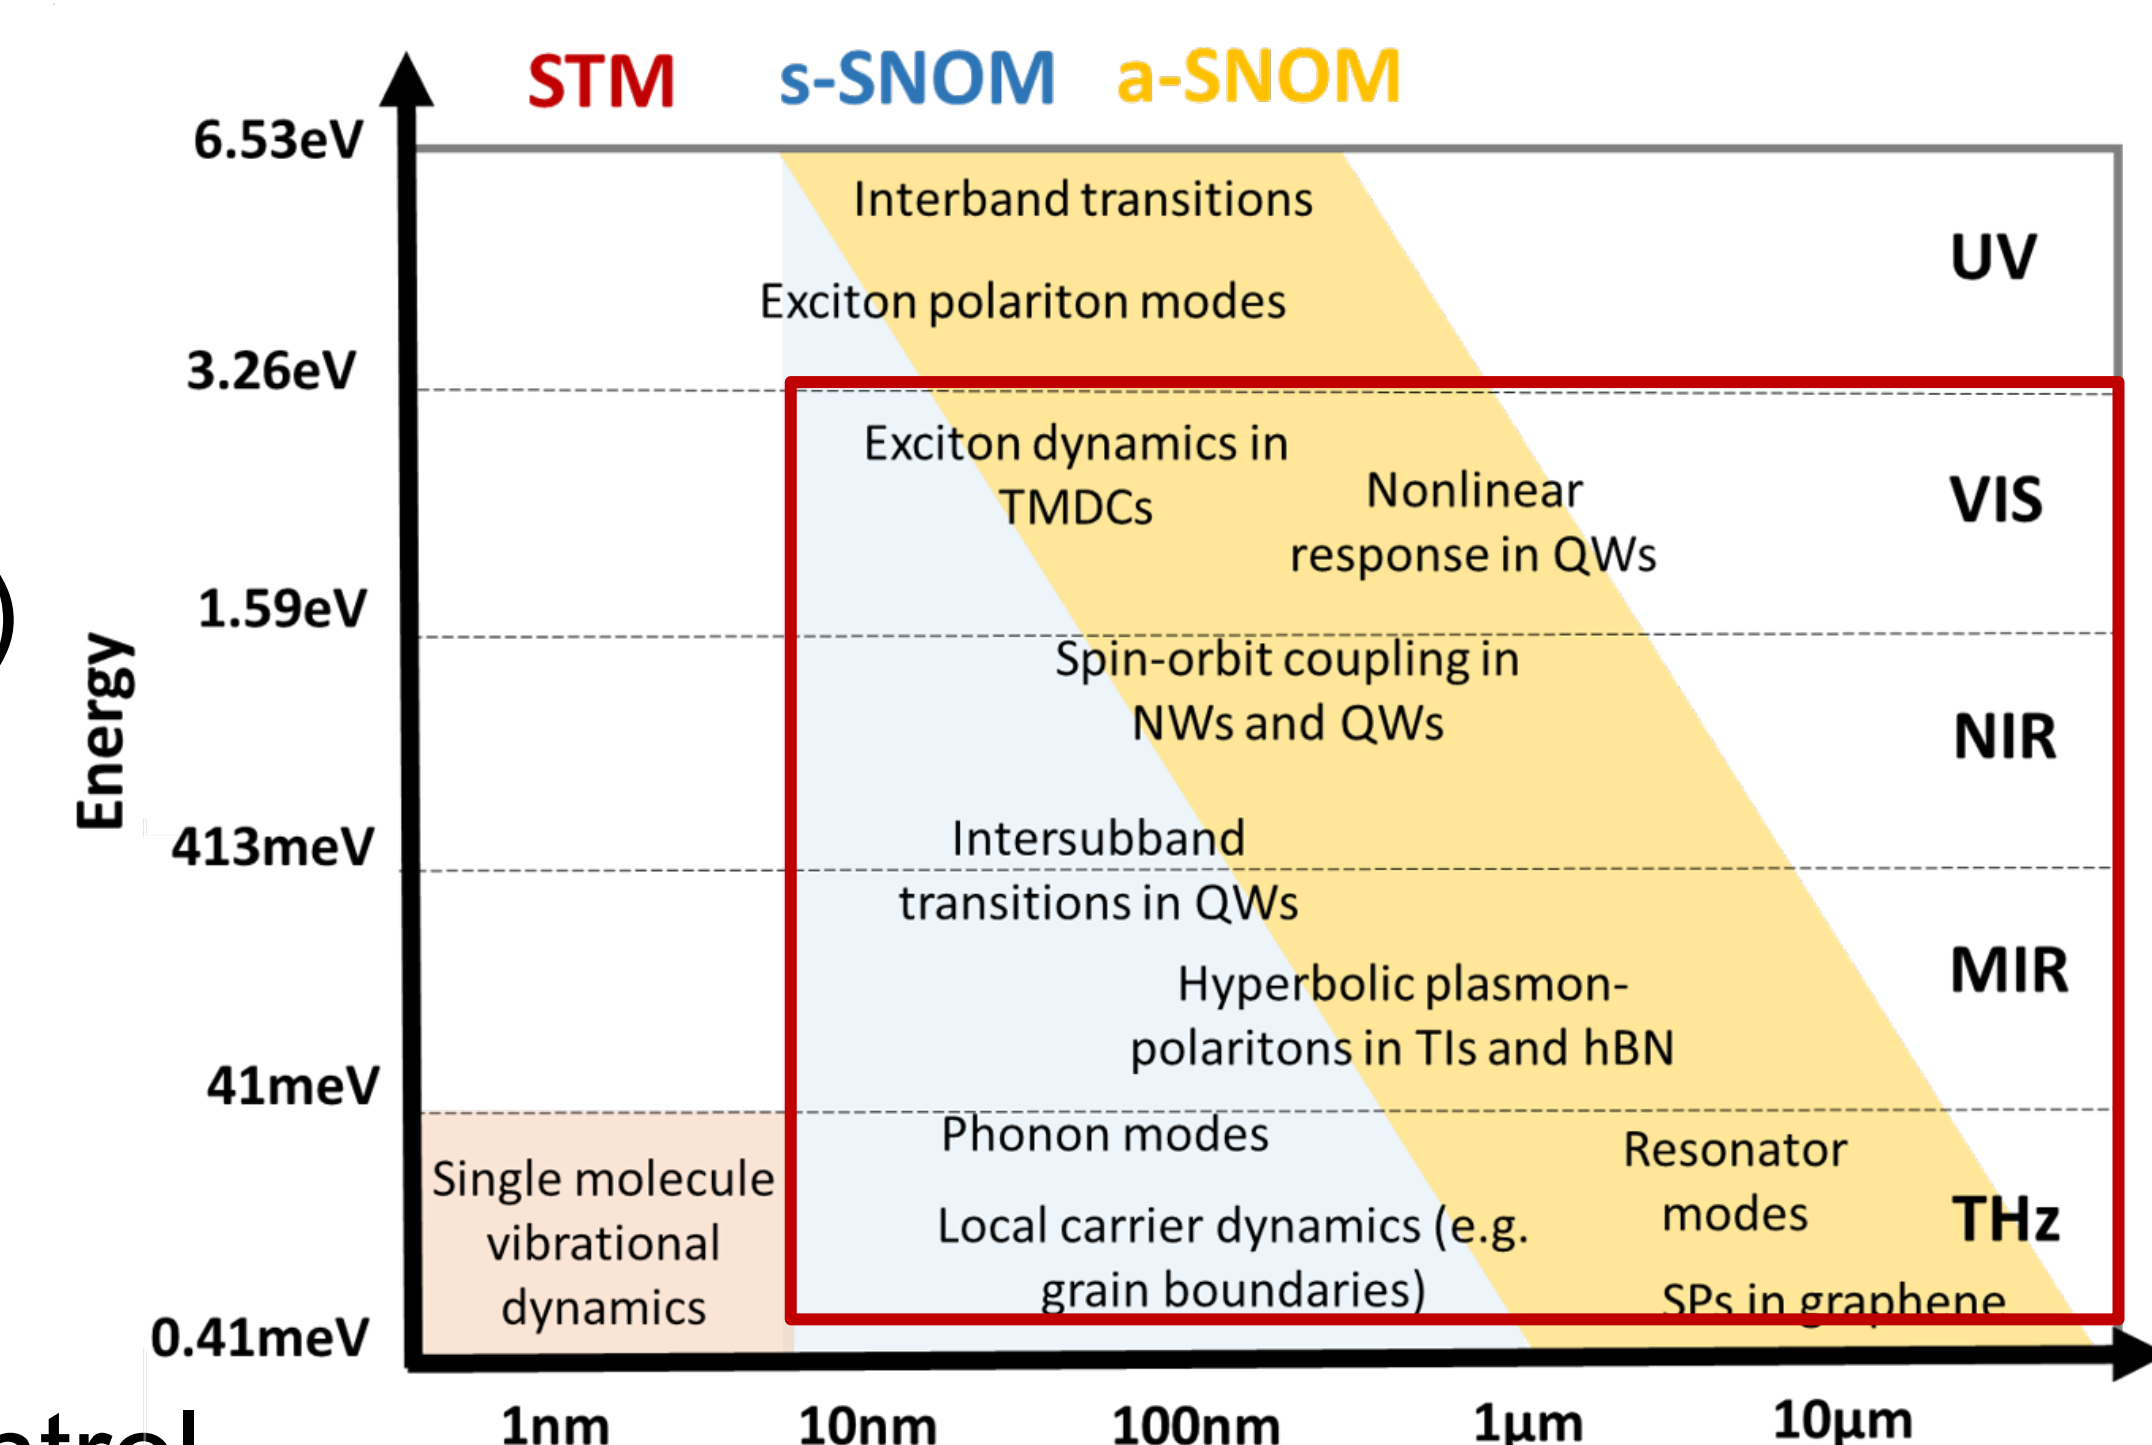 STM s-SNOM a-SNOM
6.53eV
Interband transitions
UV
Exciton polariton modes
3.26eV
Exciton dynamics in
TMDCs
Nonlinear
response in QWs
VIS
)
1.59eV
Spin-orbit coupling in
NWs and QWs
NIR
Energy
413meV
Intersubband
transitions in QWs
Hyperbolic plasmon-
polaritons in TIs and hBN
MIR
41meV
Phonon modes
Resonator
modes
THz
Single molecule
vibrational
dynamics
Local carrier dynamics (e.g.
grain boundaries)
SPs in graphene
0.41meV
1nm 10nm 100nm 1µm 10µm